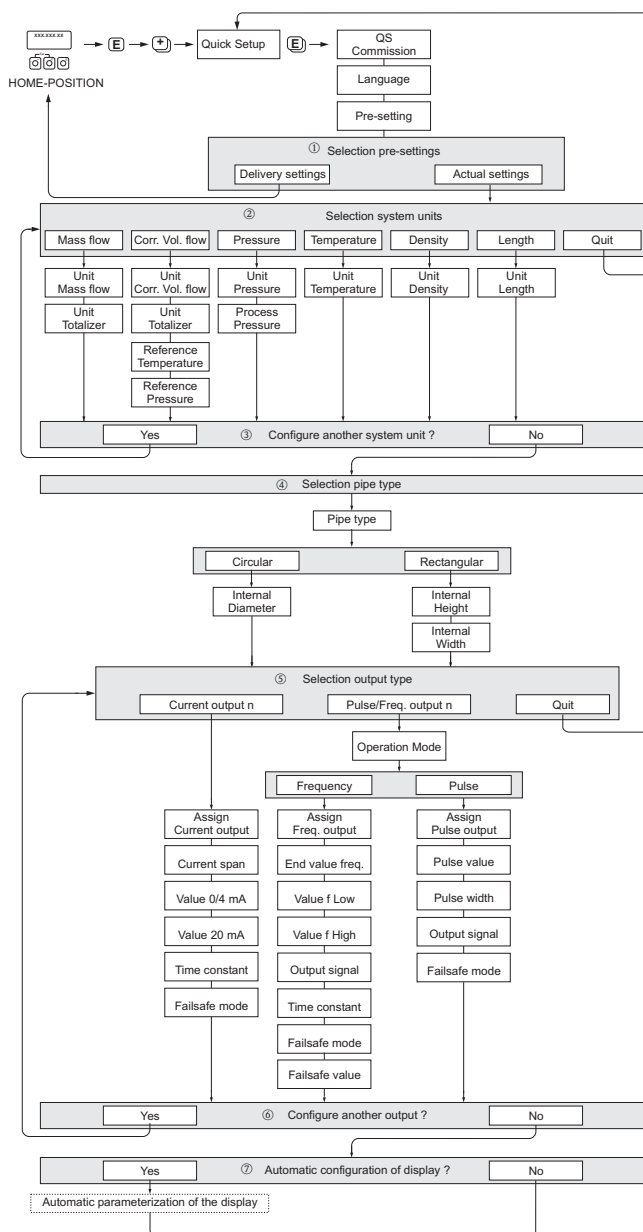 xxx.xxx.xx
Esc
E
+
Quick Setup
E
QS
Commission
HOME-POSITION
Language
Pre-setting
① Selection pre-settings
Delivery settings
Actual settings
② Selection system units
Mass flow
Corr. Vol. flow
Pressure
Temperature
Density
Length
Quit
Unit
Mass flow
Unit
Corr. Vol. flow
Unit
Pressure
Unit
Temperature
Unit
Density
Unit
Length
Unit
Totalizer
Unit
Totalizer
Process
Pressure
Reference
Temperature
Reference
Pressure
Yes
③ Configure another system unit ?
No
④ Selection pipe type
Pipe type
Circular
Rectangular
Internal
Diameter
Internal
Height
Internal
Width
⑤ Selection output type
Current output n
Pulse/Freq. output n
Quit
Operation Mode
Frequency
Pulse
Assign
Current output
Assign
Freq. output
Assign
Pulse output
Current span
End value freq.
Pulse value
Value 0/4 mA
Value f Low
Pulse width
Value 20 mA
Value f High
Output signal
Time constant
Output signal
Failsafe mode
Failsafe mode
Time constant
Failsafe mode
Failsafe value
Yes
⑥ Configure another output ?
No
Yes
⑦ Automatic configuration of display ?
No
Automatic parameterization of the display